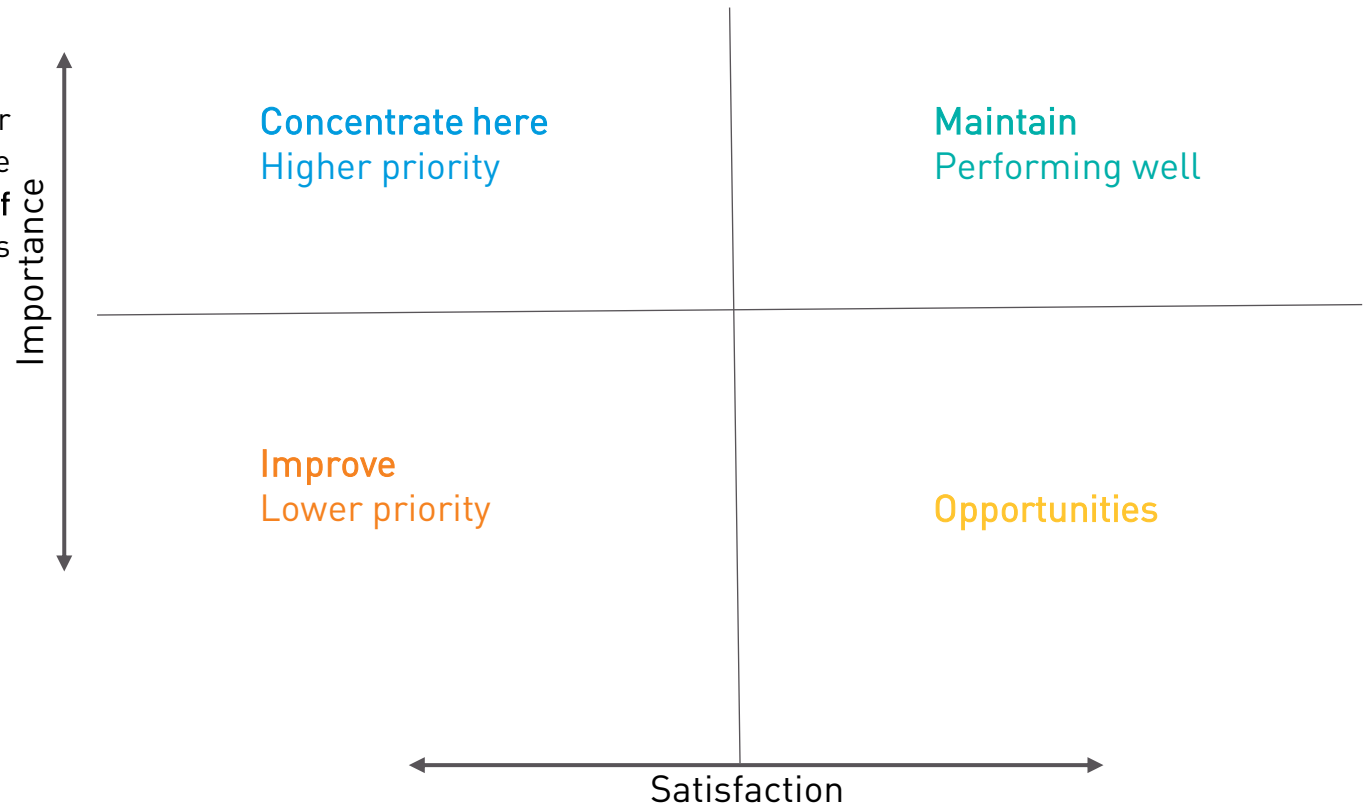 Concentrate here
Higher priority
Maintain
Performing well
r
e
f
s
Importance
Improve
Lower priority
Opportunities
Satisfaction